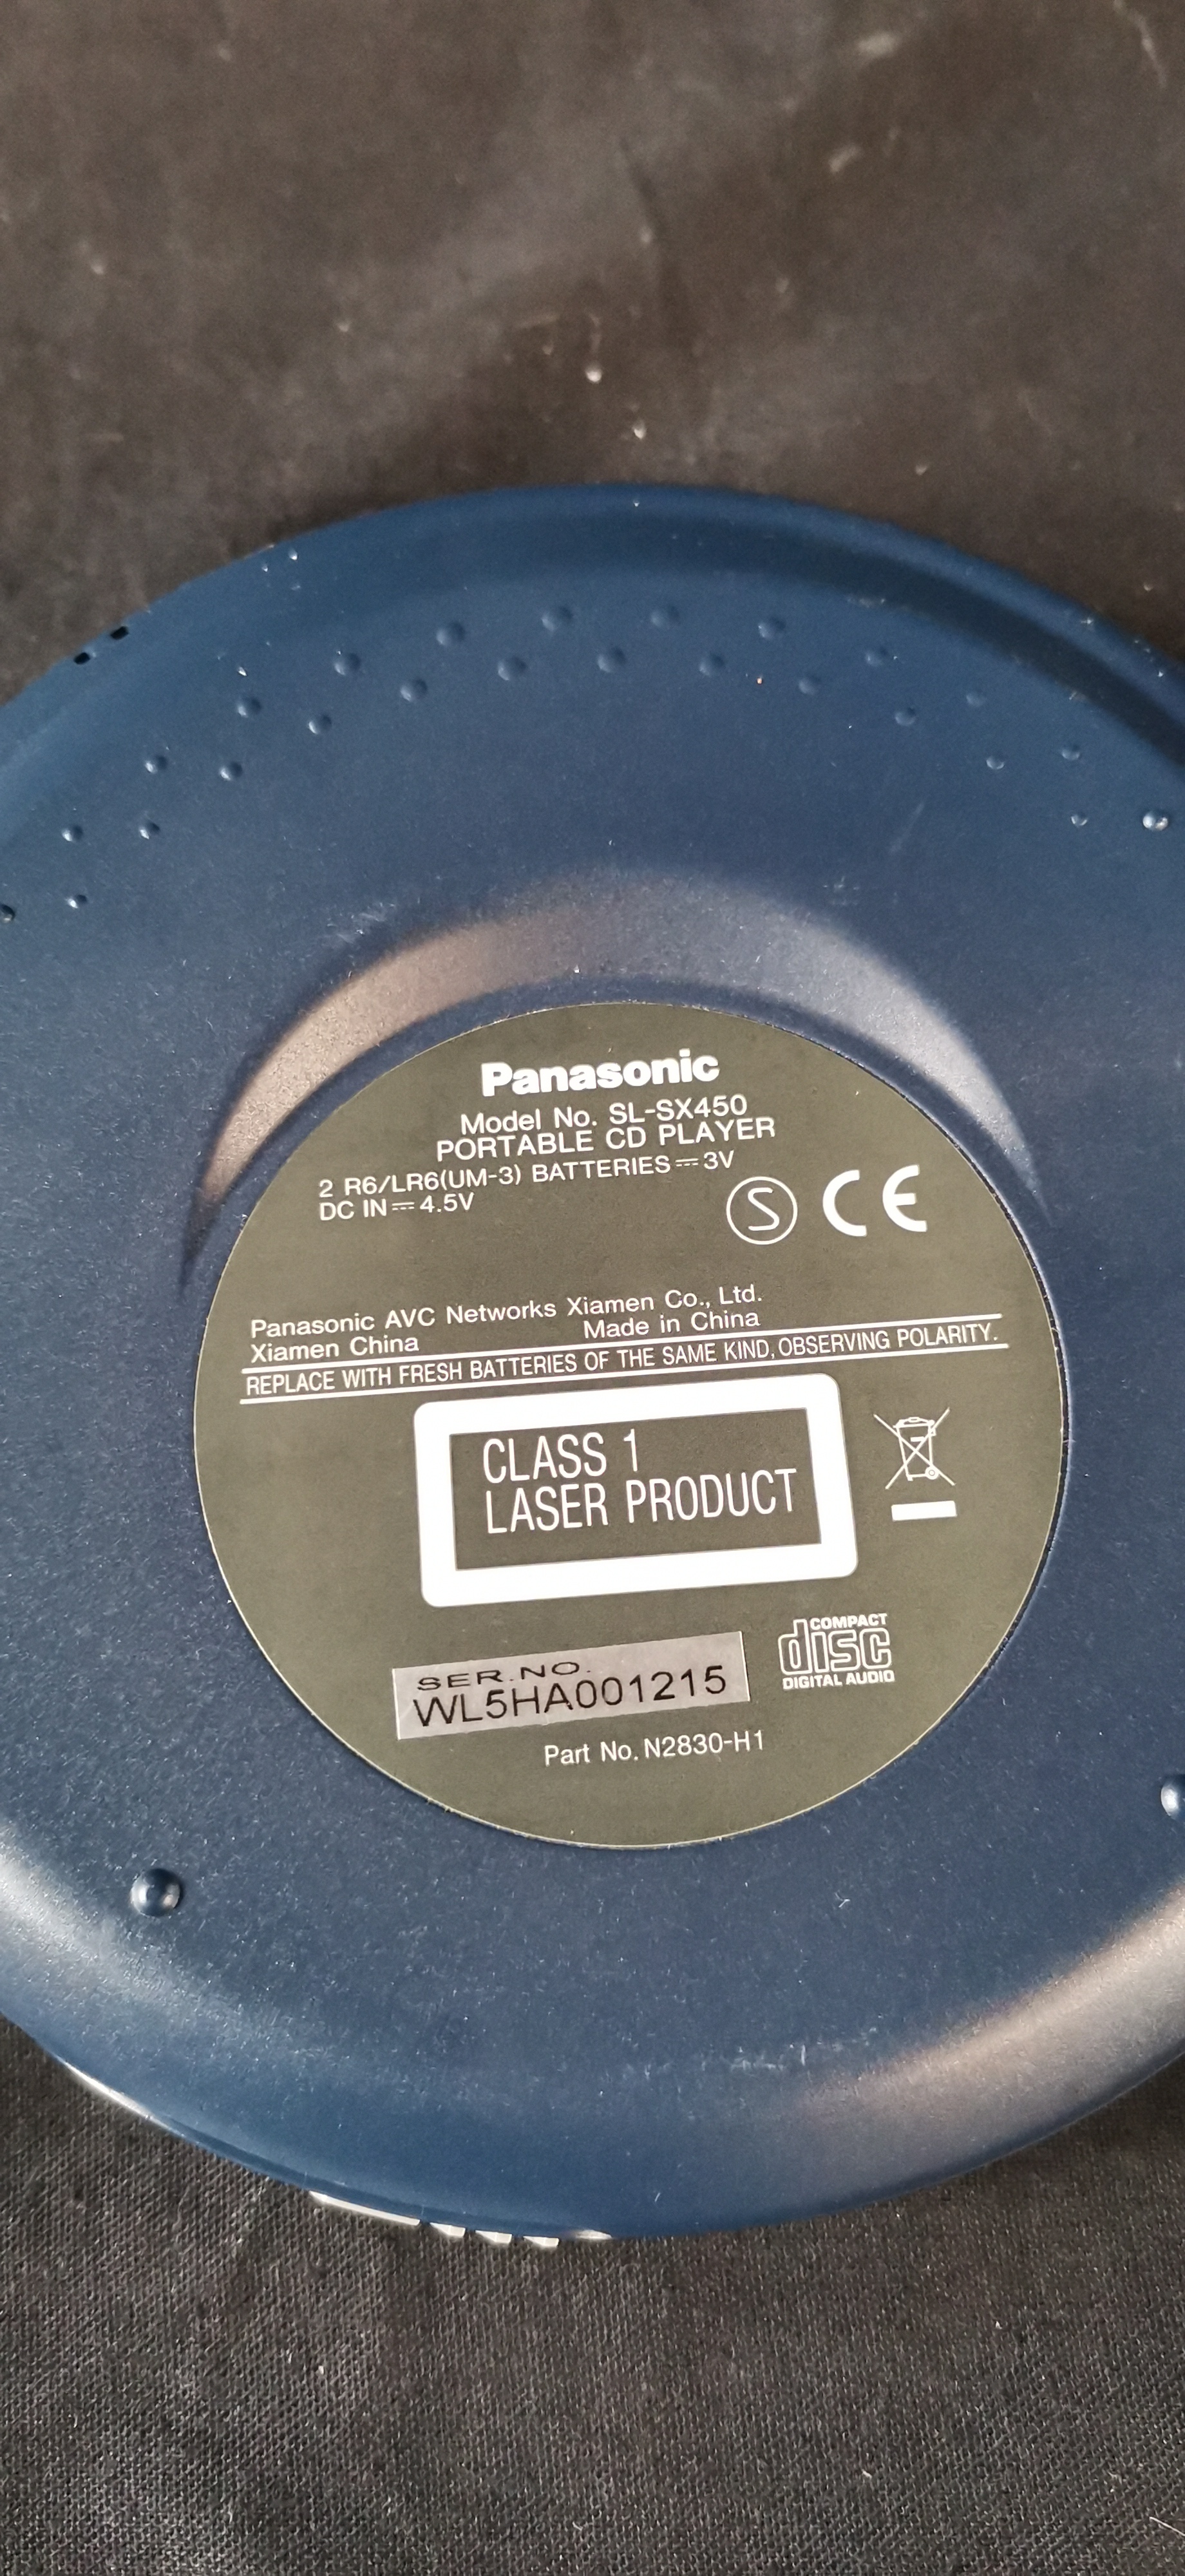 Panasonic
Model No. SL-SX450
PORTABLE CD PLAYER
2 R6/LR6(UM-3) BATTERIES⎓3V
DC IN⎓4.5V
S CE
Panasonic AVC Networks Xiamen Co., Ltd.
Xiamen China Made in China
REPLACE WITH FRESH BATTERIES OF THE SAME KIND, OBSERVING POLARITY.
CLASS 1
LASER PRODUCT
COMPACT
disc
DIGITAL AUDIO
SER.NO.
WL5HA001215
Part No. N2830-H1